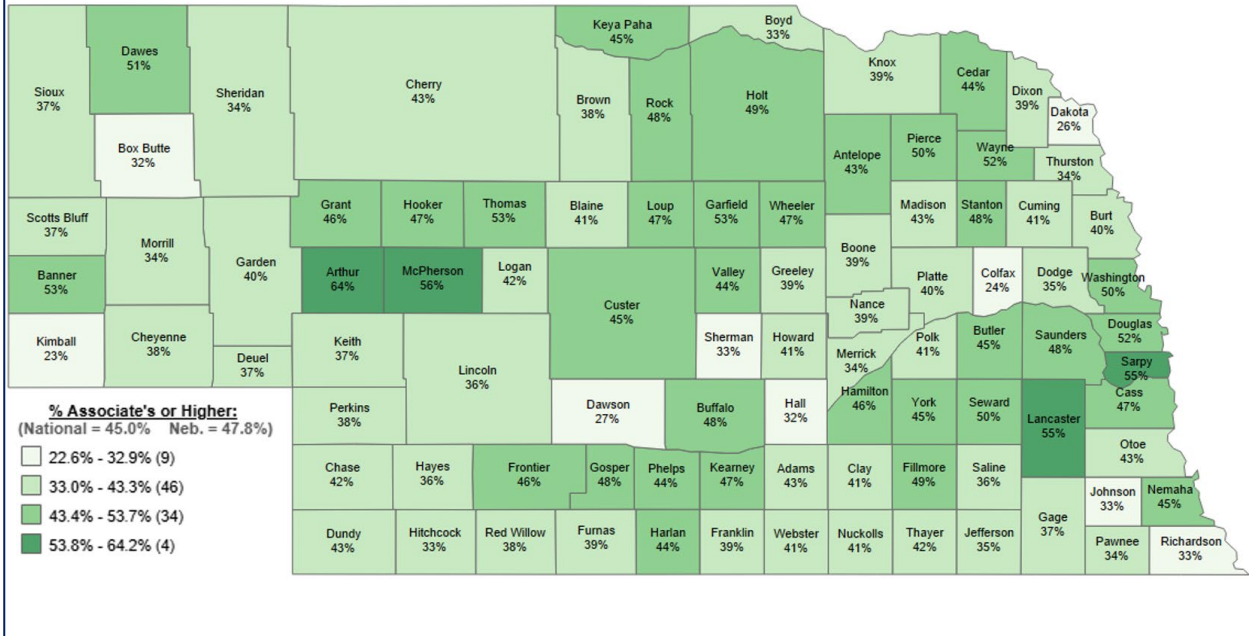 Keya Paha
45%
Boyd
33%
Dawes
51%
Knox
39%
Cedar
44%
Sioux
37%
Sheridan
34%
Cherry
43%
Brown
38%
Rock
48%
Holt
49%
Dixon
39%
Dakota
26%
Box Butte
32%
Antelope
43%
Pierce
50%
Wayne
52%
Thurston
34%
Grant
46%
Hooker
47%
Thomas
53%
Blaine
41%
Loup
47%
Garfield
53%
Wheeler
47%
Madison
43%
Stanton
48%
Cuming
41%
Burt
40%
Scotts Bluff
37%
Morrill
34%
Garden
40%
Boone
39%
Banner
53%
Arthur
64%
McPherson
56%
Logan
42%
Custer
45%
Valley
44%
Greeley
39%
Platte
40%
Colfax
24%
Dodge
35%
Washington
50%
Nance
39%
Kimball
23%
Cheyenne
38%
Deuel
37%
Keith
37%
Lincoln
36%
Sherman
33%
Howard
41%
Merrick
34%
Polk
41%
Butler
45%
Saunders
48%
Douglas
52%
Sarpy
55%
Perkins
38%
Dawson
27%
Buffalo
48%
Hall
32%
Hamilton
46%
York
45%
Seward
50%
Lancaster
55%
Cass
47%
Otoe
43%
Chase
42%
Hayes
36%
Frontier
46%
Gosper
48%
Phelps
44%
Kearney
47%
Adams
43%
Clay
41%
Fillmore
49%
Saline
36%
Gage
37%
Johnson
33%
Nemaha
45%
Dundy
43%
Hitchcock
33%
Red Willow
38%
Furnas
39%
Harlan
44%
Franklin
39%
Webster
41%
Nuckolls
41%
Thayer
42%
Jefferson
35%
Pawnee
34%
Richardson
33%
% Associate's or Higher:
(National = 45.0% Neb. = 47.8%)
22.6% - 32.9% (9)
33.0% - 43.3% (46)
43.4% - 53.7% (34)
53.8% - 64.2% (4)